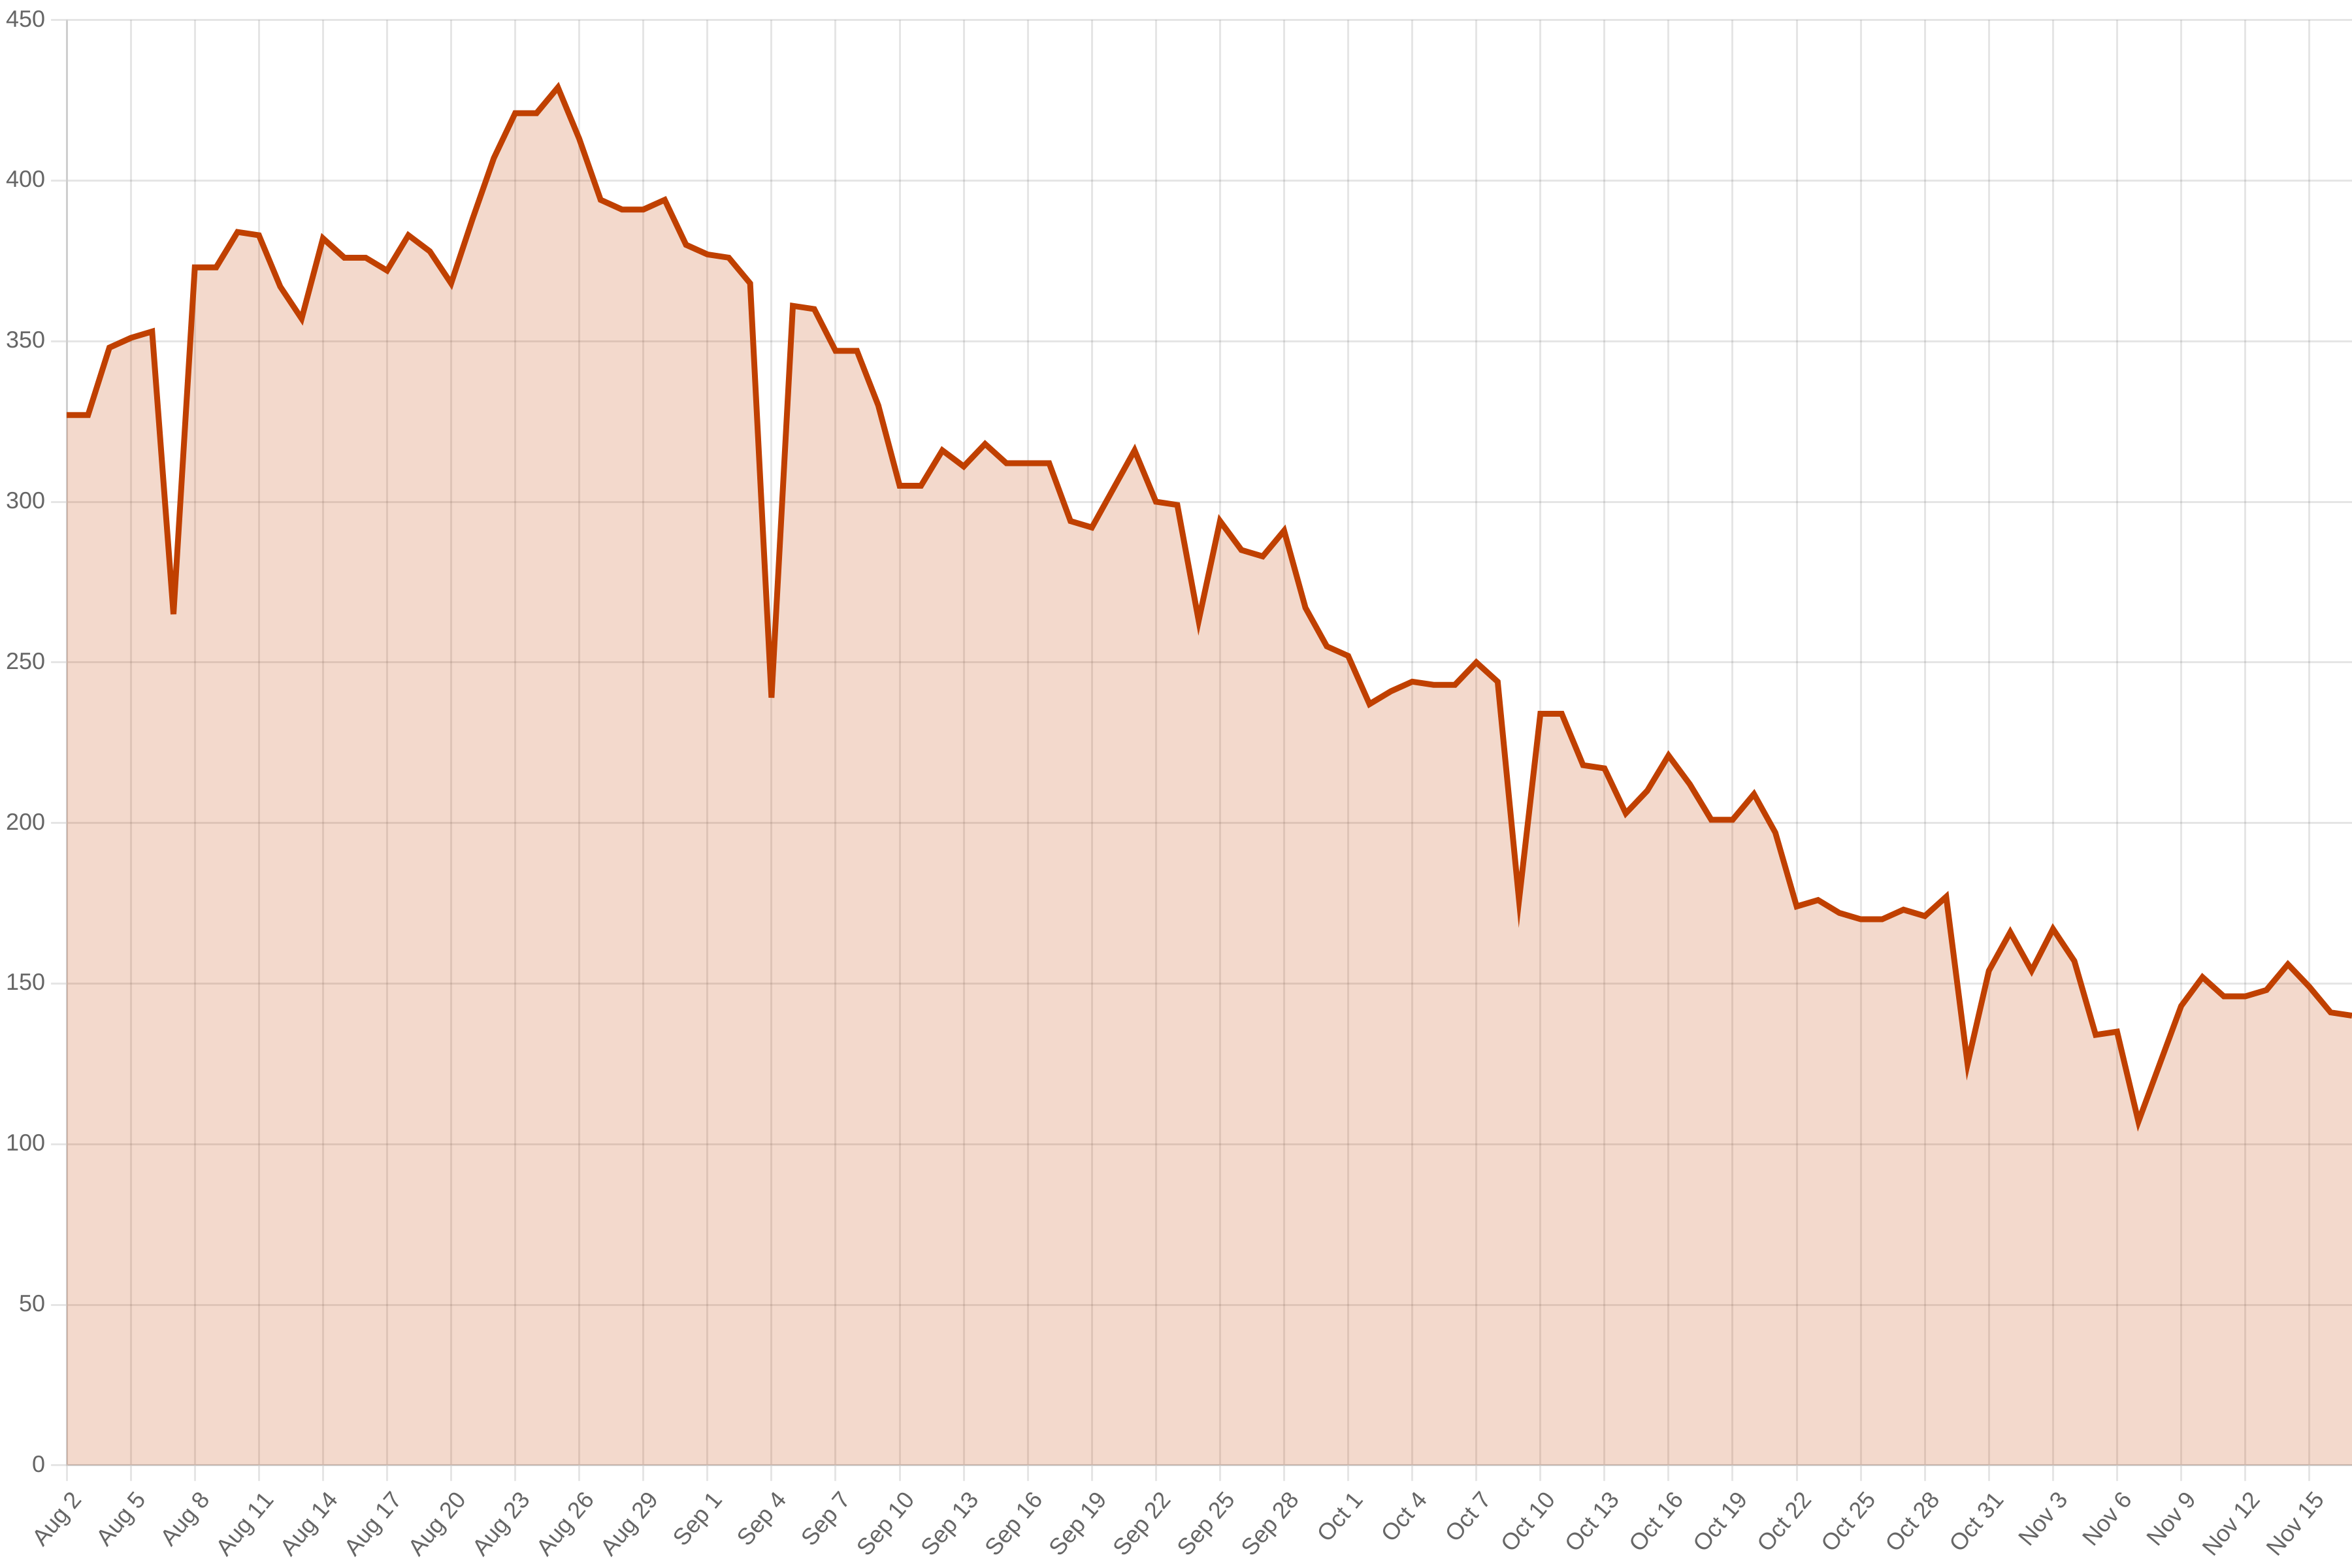 450
400
350
300
250
200
150
100
50
0
Aug 2
Aug 5
Aug 8
Aug 11
Aug 14
Aug 17
Aug 20
Aug 23
Aug 26
Aug 29
Sep 1
Sep 4
Sep 7
Sep 10
Sep 13
Sep 16
Sep 19
Sep 22
Sep 25
Sep 28
Oct 1
Oct 4
Oct 7
Oct 10
Oct 13
Oct 16
Oct 19
Oct 22
Oct 25
Oct 28
Oct 31
Nov 3
Nov 6
Nov 9
Nov 12
Nov 15